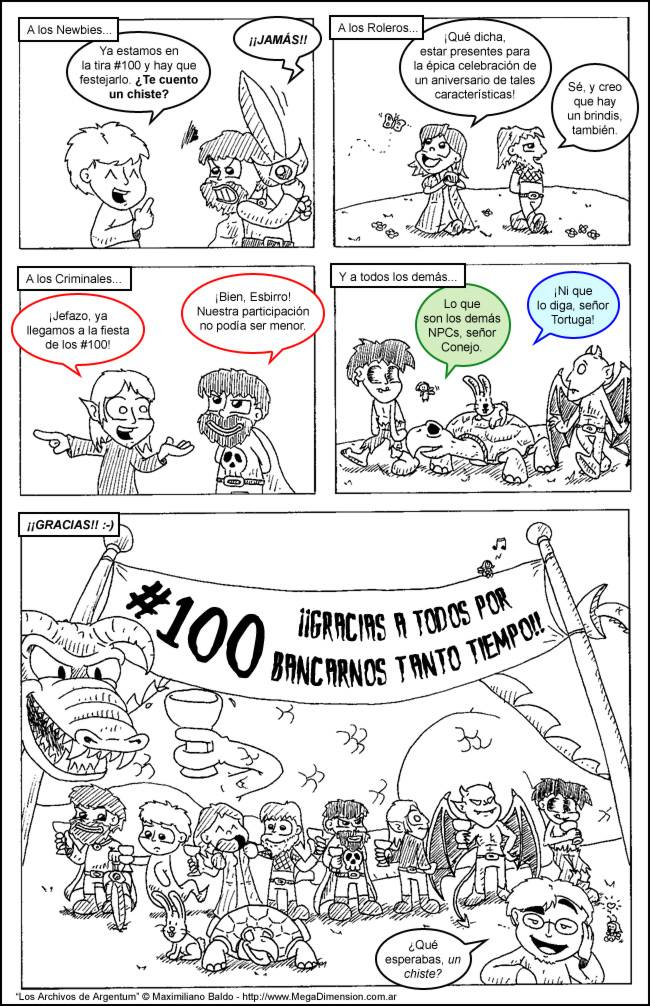 A los Newbies...
Ya estamos en
la tira #100 y hay que
festejarlo. ¿Te cuento
un chiste?
¡¡JAMÁS!!
A los Roleros...
¡Qué dicha,
estar presentes para
la épica celebración de
un aniversario de tales
características!
Sé, y creo
que hay
un brindis,
también.
A los Criminales...
¡Jefazo, ya
llegamos a la fiesta
de los #100!
¡Bien, Esbirro!
Nuestra participación
no podía ser menor.
Y a todos los demás...
Lo que
son los demás
NPCs, señor
Conejo.
¡Ni que
lo diga, señor
Tortuga!
¡¡GRACIAS!! :-)
#100 ¡¡GRACIAS A TODOS POR
BANCARNOS TANTO TIEMPO!!
¿Qué
esperabas, un
chiste?
"Los Archivos de Argentum" © Maximiliano Baldo - http://www.MegaDimension.com.ar